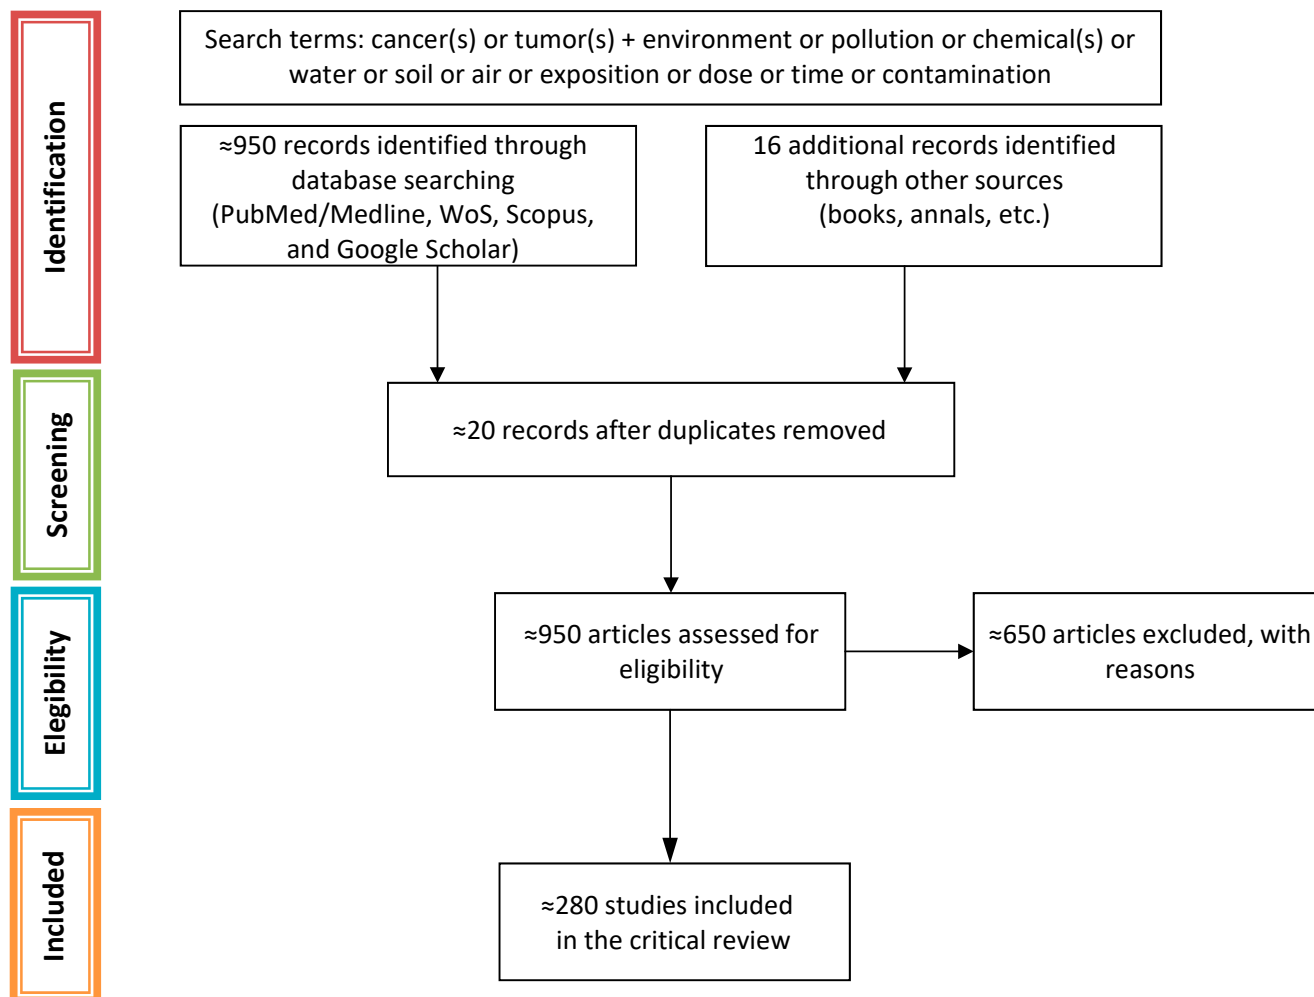 Identification
Search terms: cancer(s) or tumor(s) + environment or pollution or chemical(s) or
water or soil or air or exposition or dose or time or contamination
≈950 records identified through
database searching
(PubMed/Medline, WoS, Scopus,
and Google Scholar)
16 additional records identified
through other sources
(books, annals, etc.)
Screening
≈20 records after duplicates removed
Elegibility
≈950 articles assessed for
eligibility
≈650 articles excluded, with
reasons
Included
≈280 studies included
in the critical review